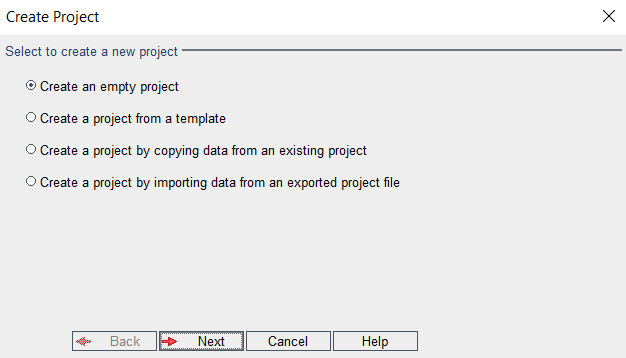 Create Project
Select to create a new project
Create an empty project
Create a project from a template
Create a project by copying data from an existing project
Create a project by importing data from an exported project file
Back Next Cancel Help